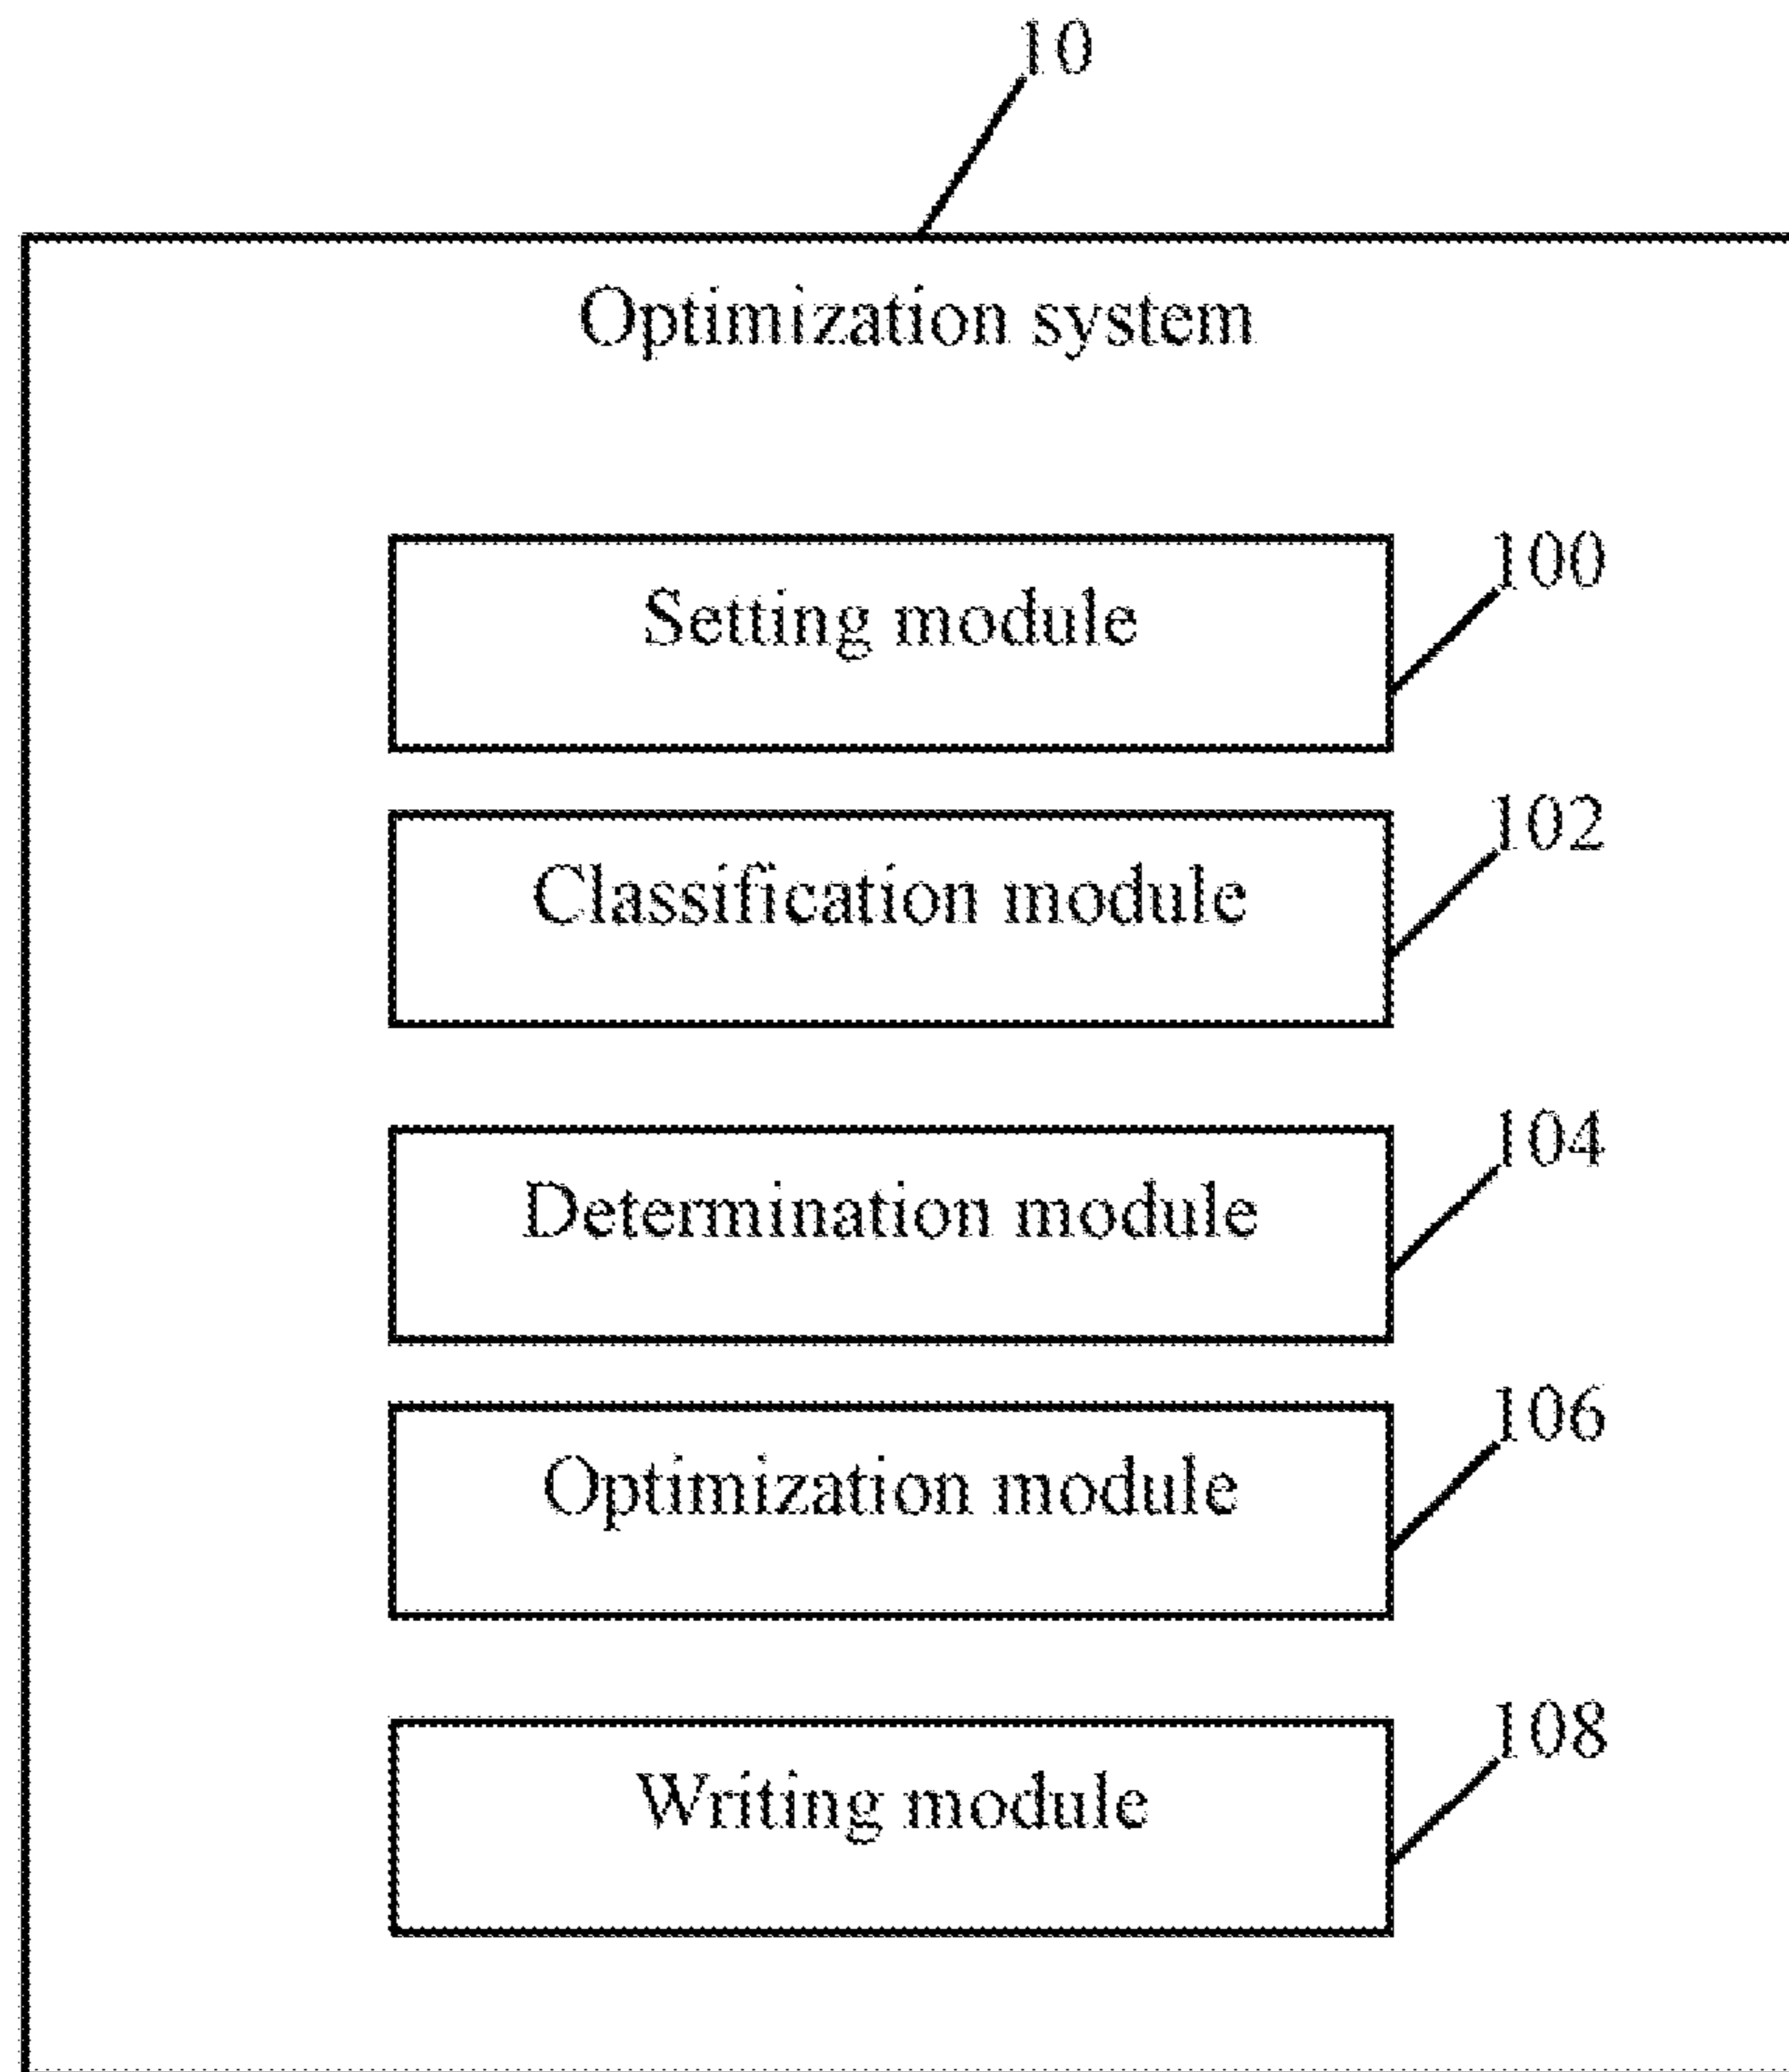 10
Optimization system
Setting module
100
Classification module
102
Determination module
104
Optimization module
106
Writing module
108